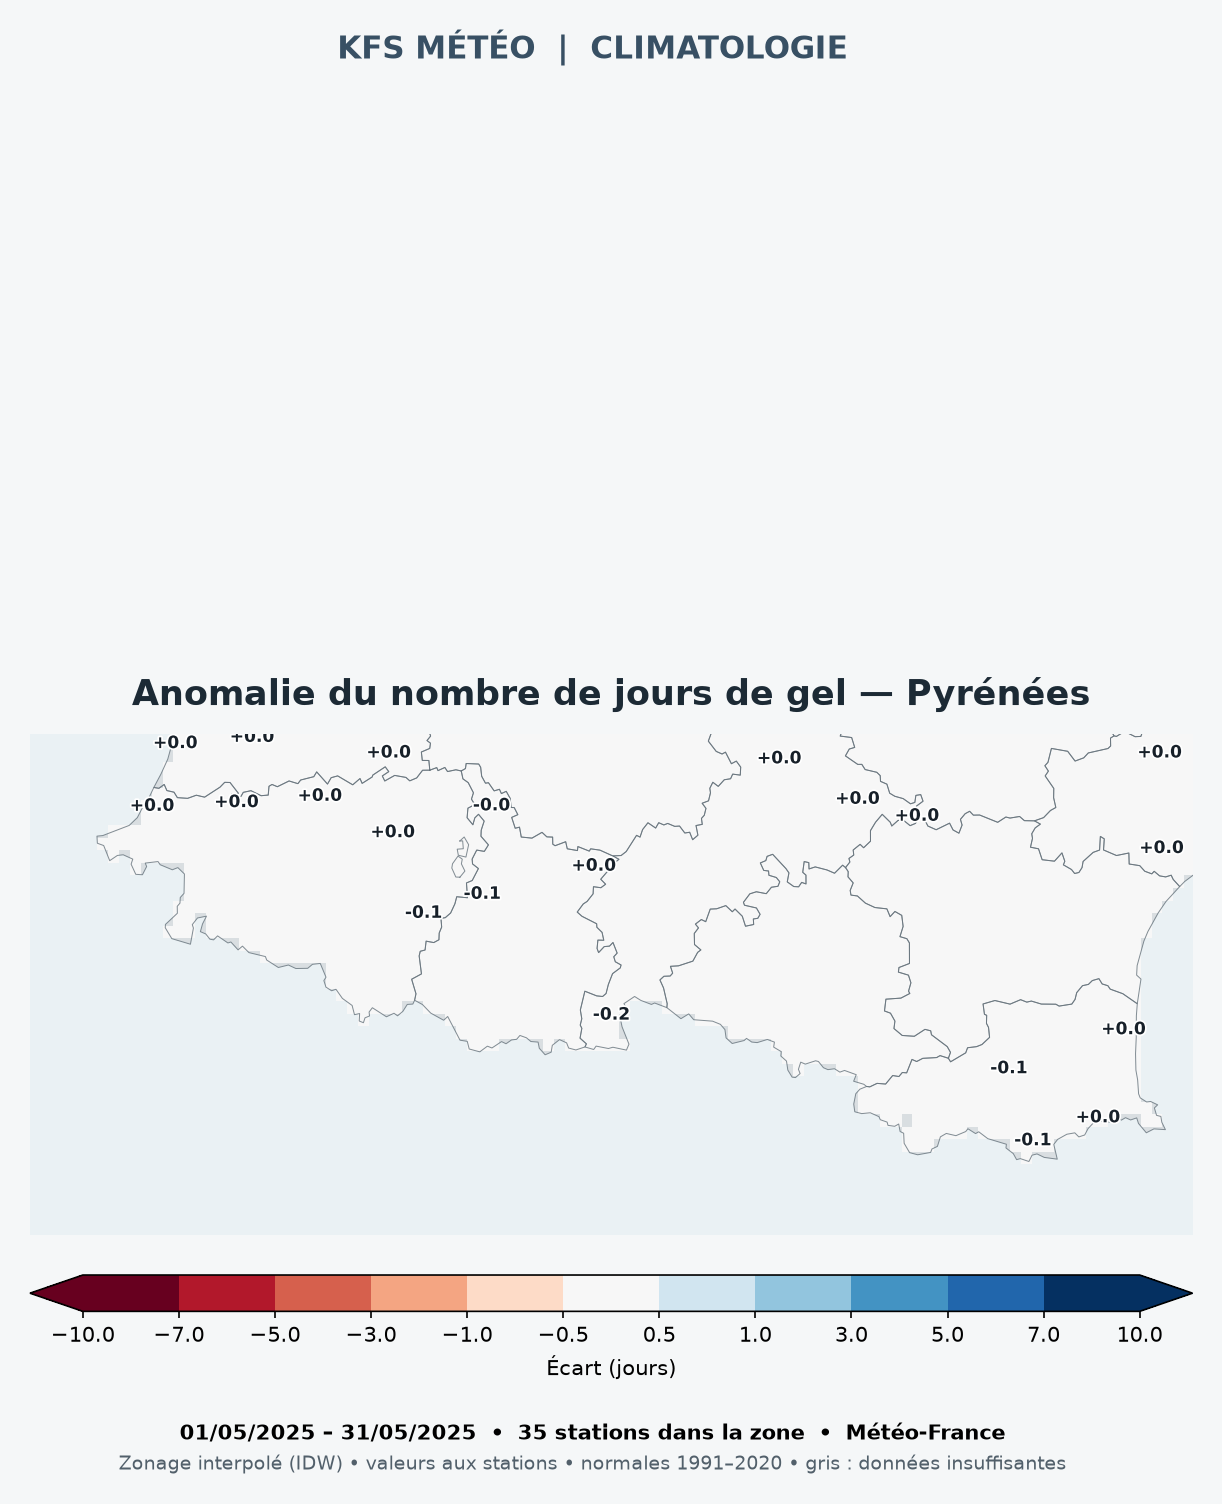 KFS MÉTÉO | CLIMATOLOGIE
Anomalie du nombre de jours de gel — Pyrénées
+0.0 +0.0 +0.0 +0.0 +0.0
+0.0 +0.0 +0.0 -0.0 +0.0 +0.0
+0.0 +0.0 +0.0
-0.1 -0.1
-0.2 +0.0
-0.1
+0.0
-0.1
−10.0 −7.0 −5.0 −3.0 −1.0 −0.5 0.5 1.0 3.0 5.0 7.0 10.0
Écart (jours)
01/05/2025 – 31/05/2025 • 35 stations dans la zone • Météo-France
Zonage interpolé (IDW) • valeurs aux stations • normales 1991–2020 • gris : données insuffisantes